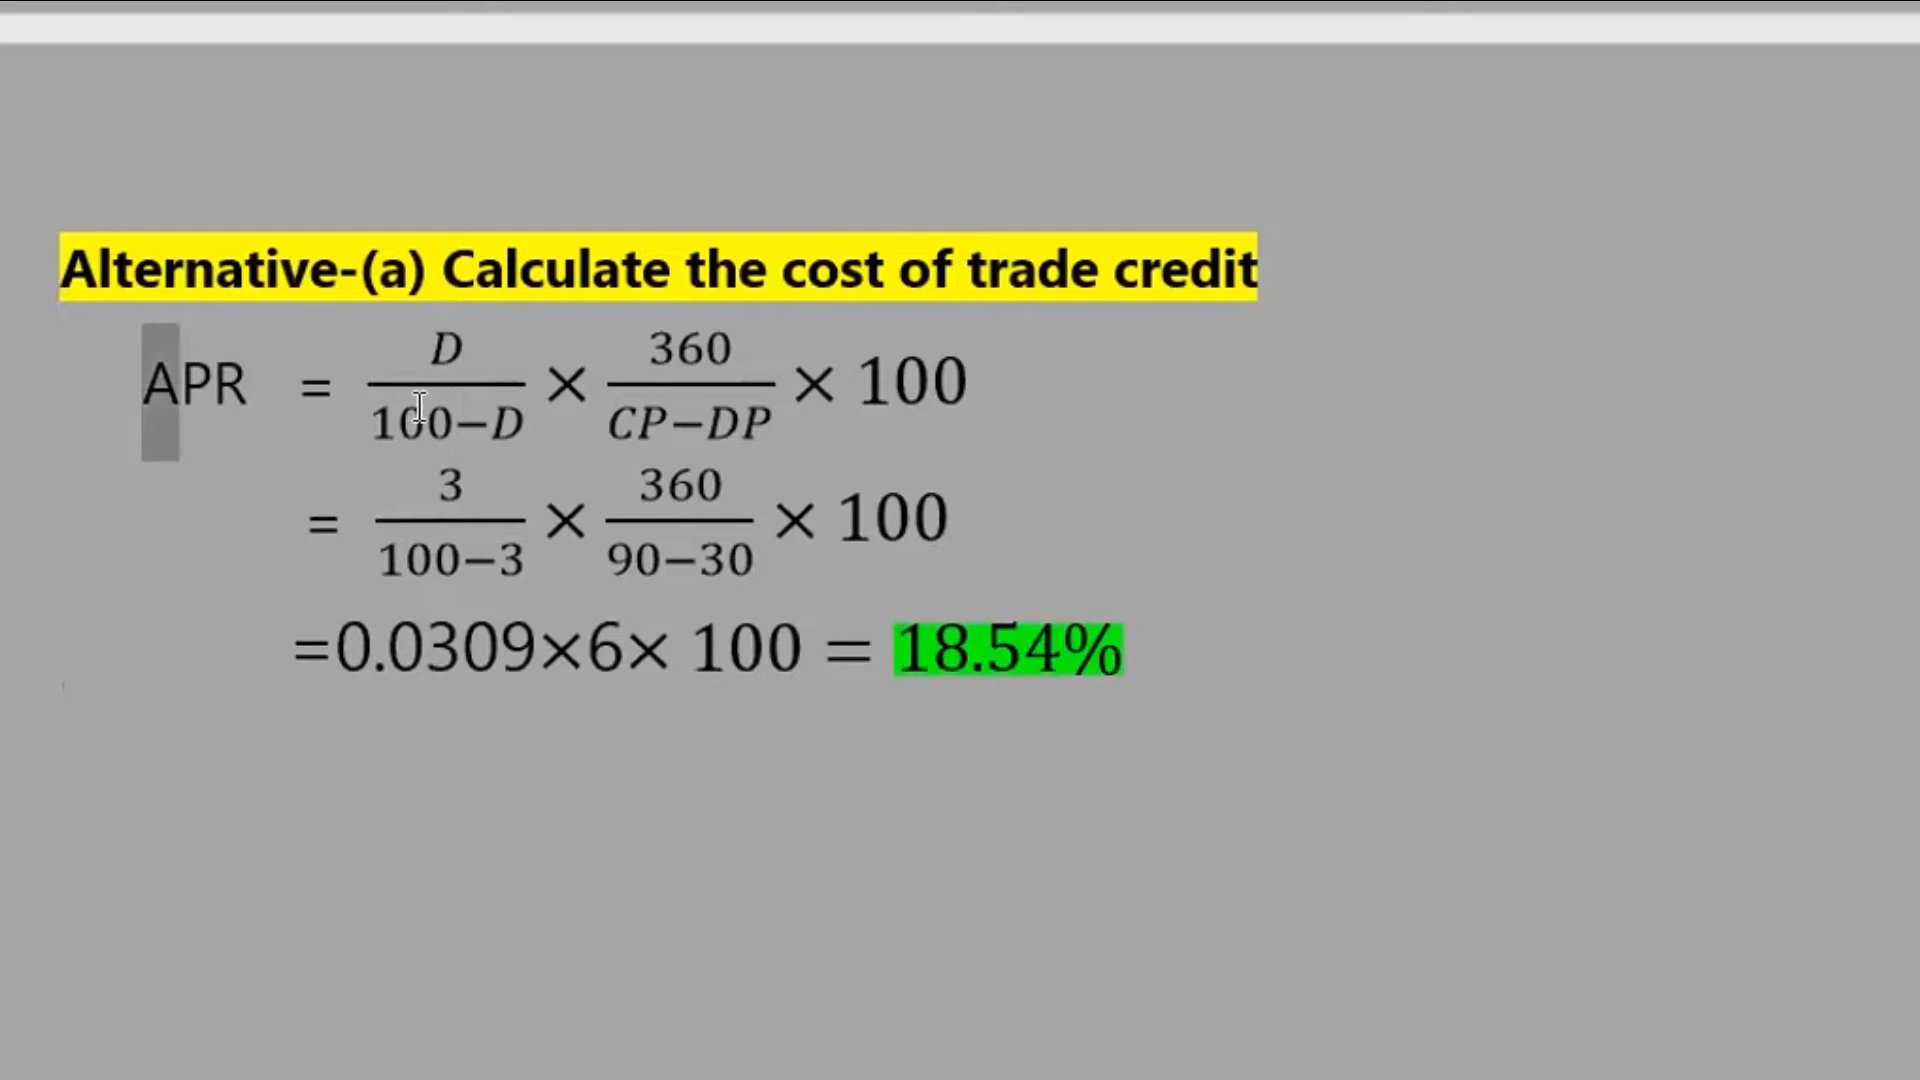 Alternative-(a) Calculate the cost of trade credit
APR = D/(100−D) × 360/(CP−DP) × 100
= 3/(100−3) × 360/(90−30) × 100
=0.0309×6× 100 = 18.54%